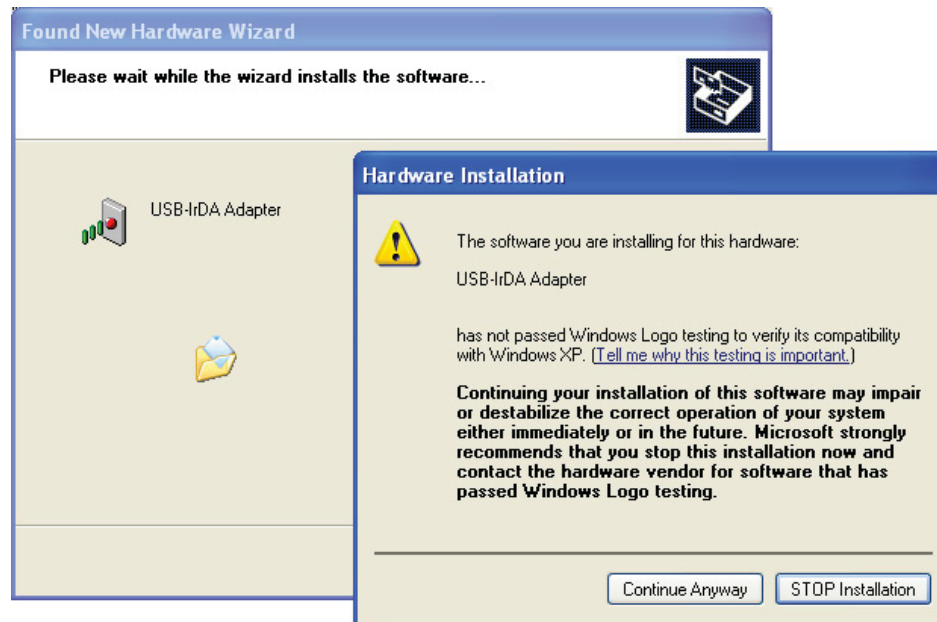 Found New Hardware Wizard
Please wait while the wizard installs the software...
USB-IrDA Adapter
Hardware Installation
The software you are installing for this hardware:
USB-IrDA Adapter
has not passed Windows Logo testing to verify its compatibility
with Windows XP. (Tell me why this testing is important.)
Continuing your installation of this software may impair
or destabilize the correct operation of your system
either immediately or in the future. Microsoft strongly
recommends that you stop this installation now and
contact the hardware vendor for software that has
passed Windows Logo testing.
Continue Anyway
STOP Installation